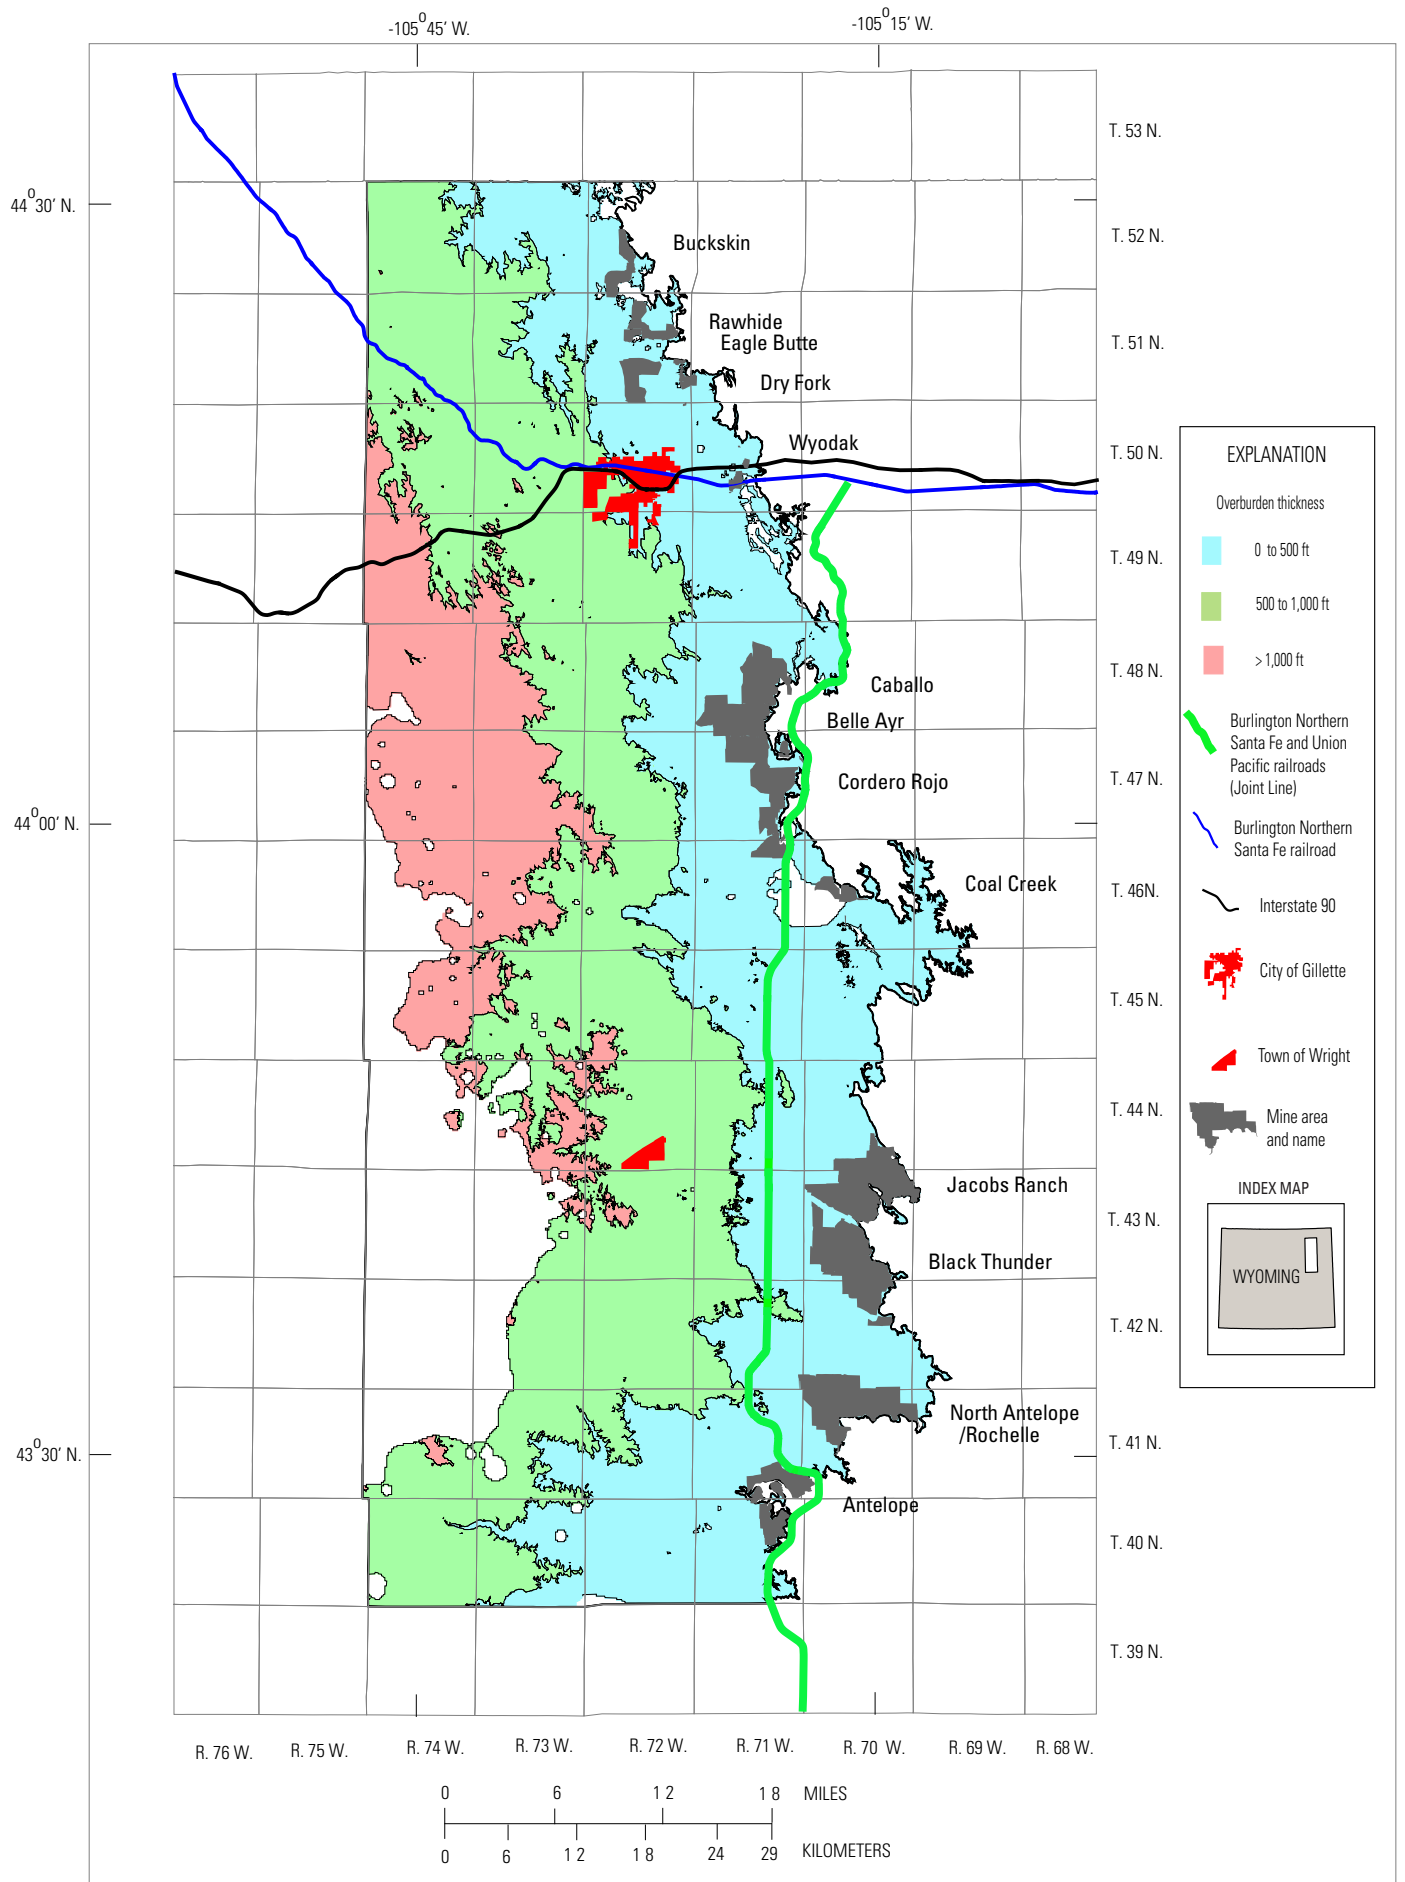 -105° 45′ W.
-105° 15′ W.
44° 30′ N.
44° 00′ N.
43° 30′ N.
T. 53 N.
T. 52 N.
T. 51 N.
T. 50 N.
T. 49 N.
T. 48 N.
T. 47 N.
T. 46N.
T. 45 N.
T. 44 N.
T. 43 N.
T. 42 N.
T. 41 N.
T. 40 N.
T. 39 N.
Buckskin
Rawhide
Eagle Butte
Dry Fork
Wyodak
Caballo
Belle Ayr
Cordero Rojo
Coal Creek
Jacobs Ranch
Black Thunder
North Antelope
/Rochelle
Antelope
EXPLANATION
Overburden thickness
0 to 500 ft
500 to 1,000 ft
> 1,000 ft
Burlington Northern
Santa Fe and Union
Pacific railroads
(Joint Line)
Burlington Northern
Santa Fe railroad
Interstate 90
City of Gillette
Town of Wright
Mine area
and name
INDEX MAP
WYOMING
R. 76 W. R. 75 W. R. 74 W. R. 73 W. R. 72 W. R. 71 W. R. 70 W. R. 69 W. R. 68 W.
0 6 12 18 MILES
0 6 12 18 24 29 KILOMETERS